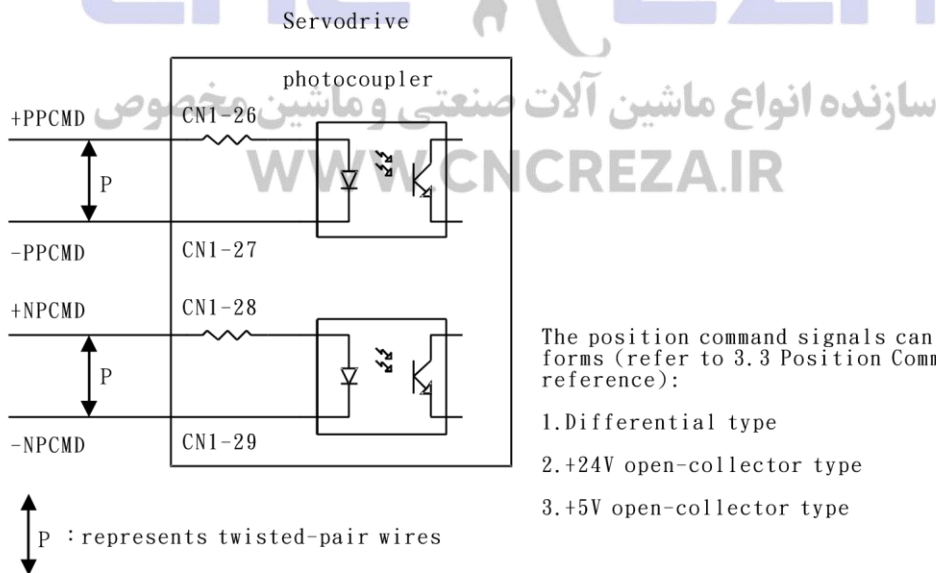 Servodrive
photocoupler
سازنده انواع ماشین آلات صنعتی و ماشین مخصوص
+PPCMD
CN1-26
WWW.CNCREZA.IR
P
-PPCMD
CN1-27
+NPCMD
CN1-28
P
-NPCMD
CN1-29
The position command signals can
forms (refer to 3.3 Position Comm
reference):
1.Differential type
2.+24V open-collector type
3.+5V open-collector type
P :represents twisted-pair wires